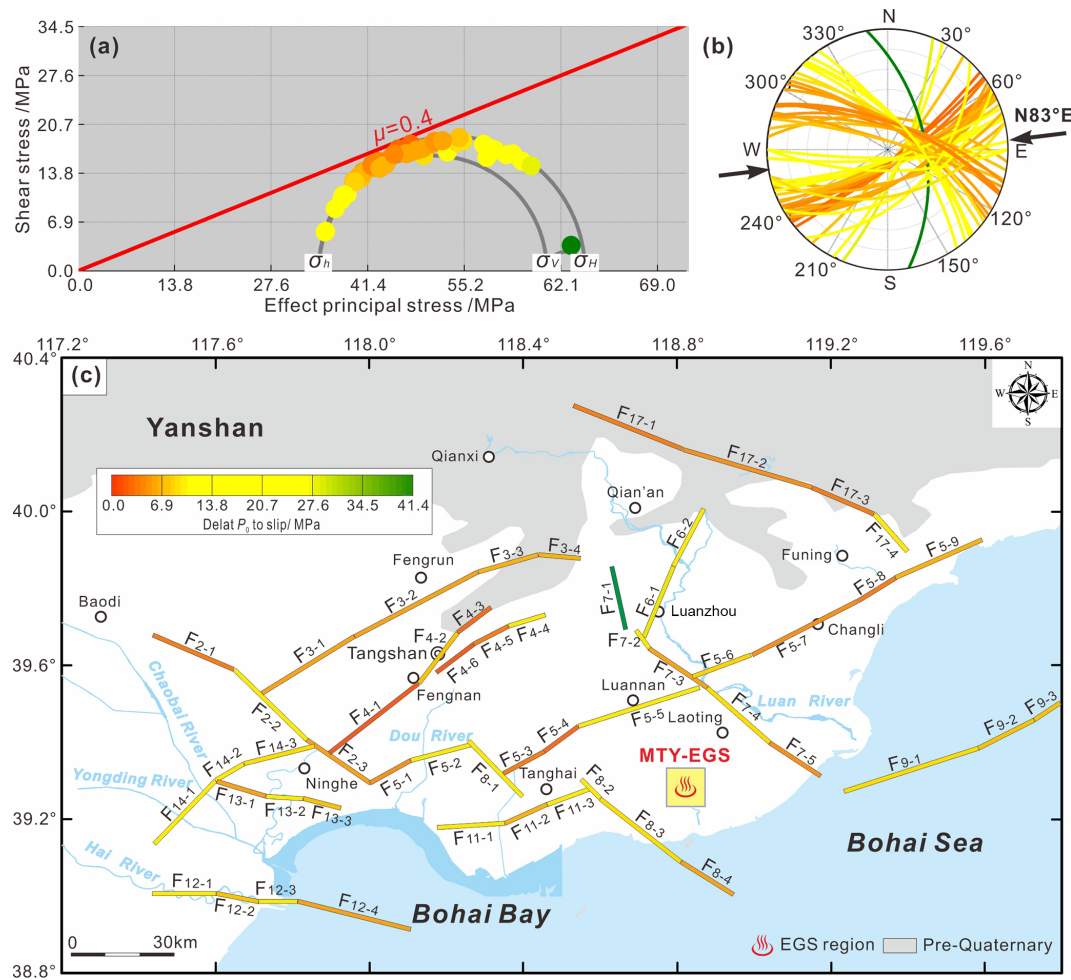 (a)
Shear stress /MPa
34.5
27.6
20.7
13.8
6.9
0.0
μ=0.4
σh
σV
σH
0.0 13.8 27.6 41.4 55.2 62.1 69.0
Effect principal stress /MPa
(b)
N
330° 30°
300° 60°
N83°E
W E
240° 120°
210° 150°
S
117.2 117.6° 118.0° 118.4° 118.8° 119.2° 119.6°
40.4°
40.0°
39.6°
39.2°
38.8°
(c)
N
W E
S
Yanshan
0.0 6.9 13.8 20.7 27.6 34.5 41.4
Delat P0 to slip/ MPa
Qianxi
Qian'an
Fengrun
Funing
Baodi
Luanzhou
Changli
Tangshan
Fengnan
Luannan
Laoting
Ninghe
Tanghai
MTY-EGS
Chaobai River
Yongding River
Hai River
Dou River
Luan River
Bohai Bay
Bohai Sea
F17-1
F17-2
F17-3
F17-4
F6-2
F6-1
F7-1
F7-2
F7-3
F7-4
F7-5
F5-9
F5-8
F5-7
F5-6
F5-5
F5-4
F5-3
F5-2
F5-1
F3-4
F3-3
F3-2
F3-1
F4-3
F4-2
F4-4
F4-5
F4-6
F4-1
F2-1
F2-2
F2-3
F14-3
F14-2
F14-1
F13-1
F13-2
F13-3
F8-1
F8-2
F8-3
F8-4
F11-1
F11-2
F11-3
F12-1
F12-2
F12-3
F12-4
F9-1
F9-2
F9-3
0 30km
EGS region
Pre-Quaternary